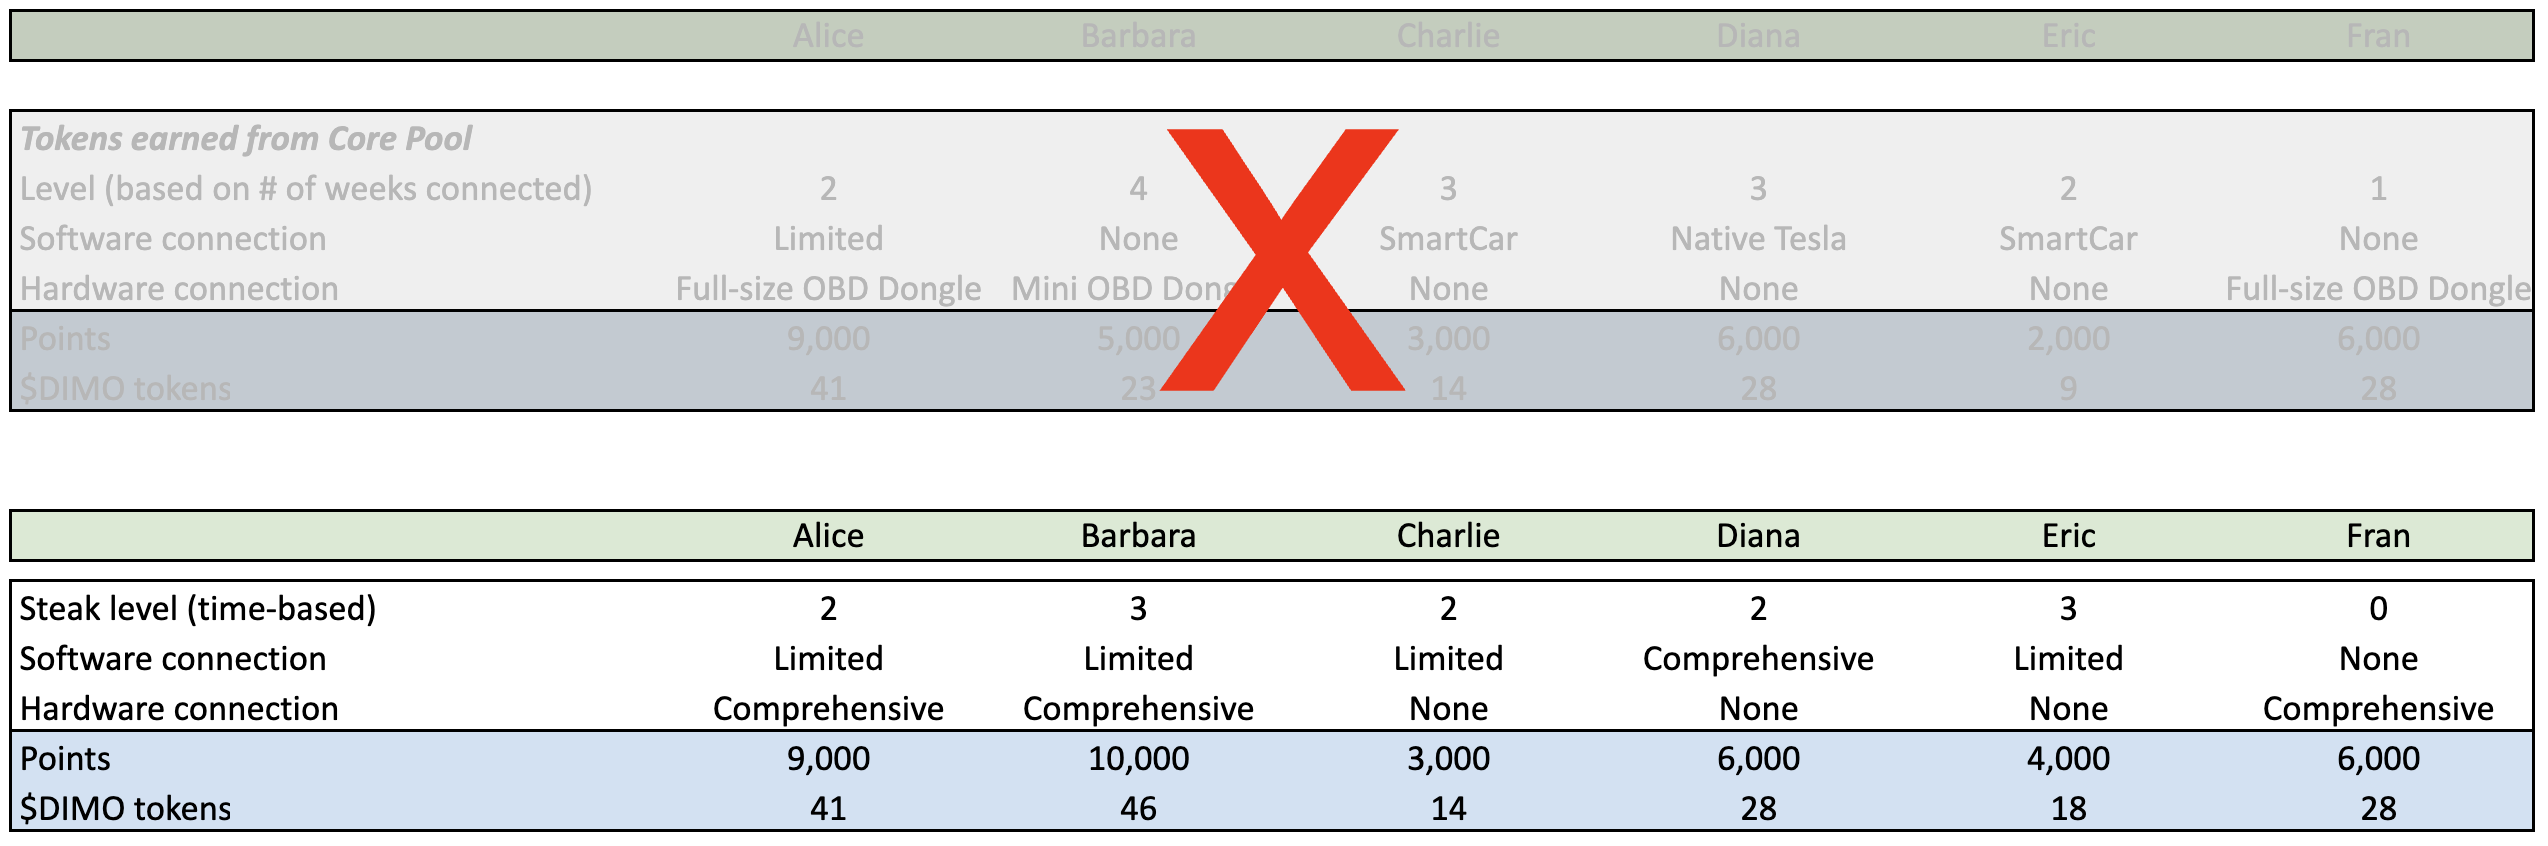 Alice Barbara Charlie Diana Eric Fran
Tokens earned from Core Pool
Level (based on # of weeks connected) 2 4 3 3 2 1
Software connection Limited None SmartCar Native Tesla SmartCar None
Hardware connection Full-size OBD Dongle Mini OBD None None None Full-size OBD Dongle
Points 9,000 5,000 3,000 6,000 2,000 6,000
$DIMO tokens 41 23 14 28 9 28
X
Alice Barbara Charlie Diana Eric Fran
Steak level (time-based) 2 3 2 2 3 0
Software connection Limited Limited Limited Comprehensive Limited None
Hardware connection Comprehensive Comprehensive None None None Comprehensive
Points 9,000 10,000 3,000 6,000 4,000 6,000
$DIMO tokens 41 46 14 28 18 28